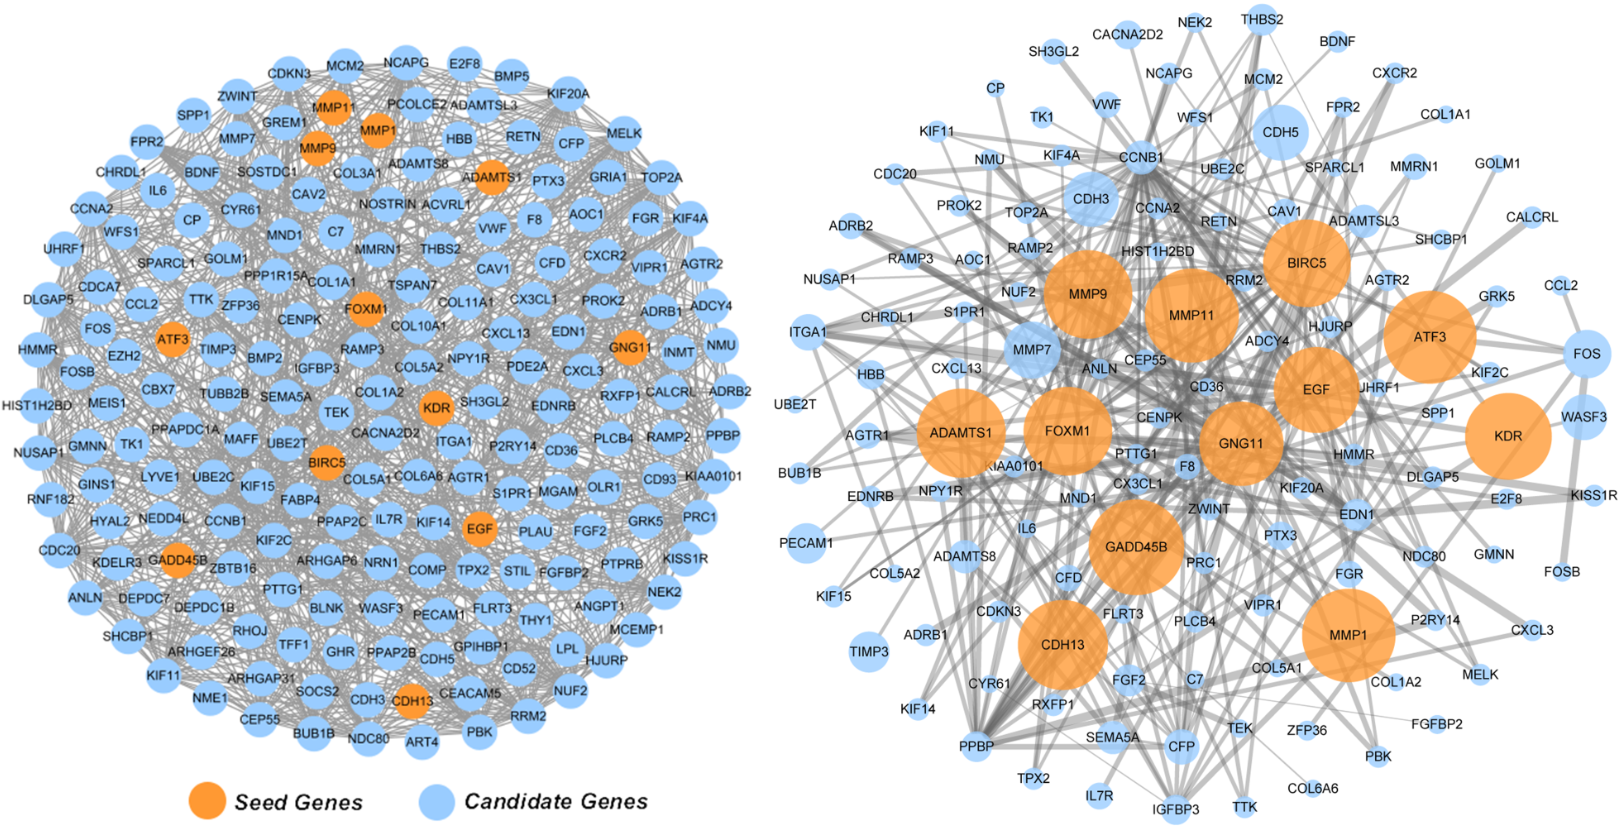 CDKN3 MCM2 NCAPG E2F8 BMP5
ZWINT MMP11 PCOLCE2 ADAMTSL3 KIF20A
SPP1 GREM1 MMP1
FPR2 MMP7 MMP9 HBB RETN CFP MELK
CHRDL1 BDNF SOSTDC1 COL3A1 ADAMTS8 ADAMTS1 PTX3 GRIA1 TOP2A
IL6 CAV2 NOSTRIN ACVRL1
CCNA2 CP CYR61 F8 AOC1 FGR KIF4A
WFS1 MND1 C7 VWF
UHRF1 SPARCL1 GOLM1 MMRN1 THBS2 CFD CXCR2 VIPR1 AGTR2
CDCA7 PPP1R15A COL1A1 TSPAN7 CAV1
DLGAP5 CCL2 TTK ZFP36 FOXM1 COL11A1 CX3CL1 PROK2 ADRB1 ADCY4
FOS CENPK COL10A1 CXCL13 EDN1
HMMR EZH2 ATF3 TIMP3 BMP2 RAMP3 NPY1R GNG11 INMT NMU
FOSB IGFBP3 COL5A2 PDE2A CXCL3
HIST1H2BD MEIS1 CBX7 TUBB2B SEMA5A COL1A2 KDR SH3GL2 EDNRB RXFP1 CALCRL ADRB2
TEK
NUSAP1 GMNN TK1 PPAPDC1A MAFF UBE2T CACNA2D2 ITGA1 P2RY14 CD36 PLCB4 RAMP2 PPBP
BIRC5
RNF182 GINS1 LYVE1 UBE2C KIF15 COL5A1 COL6A6 AGTR1 S1PR1 MGAM OLR1 CD93 KIAA0101
FABP4
HYAL2 NEDD4L CCNB1 PPAP2C IL7R KIF14 EGF PLAU FGF2 GRK5 PRC1
CDC20 KIF2C
KDELR3 GADD45B ZBTB16 ARHGAP6 NRN1 COMP TPX2 STIL FGFBP2 PTPRB KISS1R
ANLN DEPDC7 DEPDC1B PTTG1 BLNK WASF3 PECAM1 FLRT3 THY1 ANGPT1 NEK2
SHCBP1 RHOJ TFF1 MCEMP1
ARHGEF26 GHR PPAP2B CDH5 GPIHBP1 CD52 LPL HJURP
KIF11 ARHGAP31
NME1 SOCS2 CDH3 CDH13 CEACAM5 NUF2
CEP55 RRM2
BUB1B NDC80 ART4 PBK
Seed Genes Candidate Genes
NEK2 THBS2
CACNA2D2 BDNF
SH3GL2
NCAPG MCM2 CXCR2
CP VWF FPR2
TK1 WFS1 COL1A1
KIF11 CDH5
NMU KIF4A CCNB1 UBE2C SPARCL1 MMRN1 GOLM1
CDC20
PROK2 TOP2A CDH3 CCNA2 RETN CAV1 ADAMTSL3 CALCRL
ADRB2
RAMP3 AOC1 RAMP2 HIST1H2BD BIRC5 SHCBP1
NUSAP1 NUF2 MMP9 RRM2 AGTR2 CCL2
CHRDL1 S1PR1 MMP11 GRK5
ITGA1 HJURP ATF3
MMP7 CEP55 ADCY4 FOS
HBB CXCL13 ANLN CD36 EGF UHRF1 KIF2C
UBE2T CENPK SPP1 WASF3
AGTR1 ADAMTS1 FOXM1 GNG11 KDR
BUB1B KIAA0101 PTTG1 F8 HMMR DLGAP5
EDNRB NPY1R MND1 CX3CL1 KIF20A E2F8 KISS1R
ZWINT EDN1
PECAM1 IL6 PTX3
ADAMTS8 GADD45B NDC80 GMNN
COL5A2 CFD PRC1 FGR FOSB
KIF15 CDKN3 FLRT3 VIPR1
ADRB1 PLCB4 MMP1 P2RY14 CXCL3
TIMP3 CDH13
CYR61 FGF2 C7 COL5A1 COL1A2 MELK
KIF14 RXFP1
SEMA5A TEK ZFP36 FGFBP2
PPBP CFP PBK
TPX2 COL6A6
IL7R IGFBP3 TTK